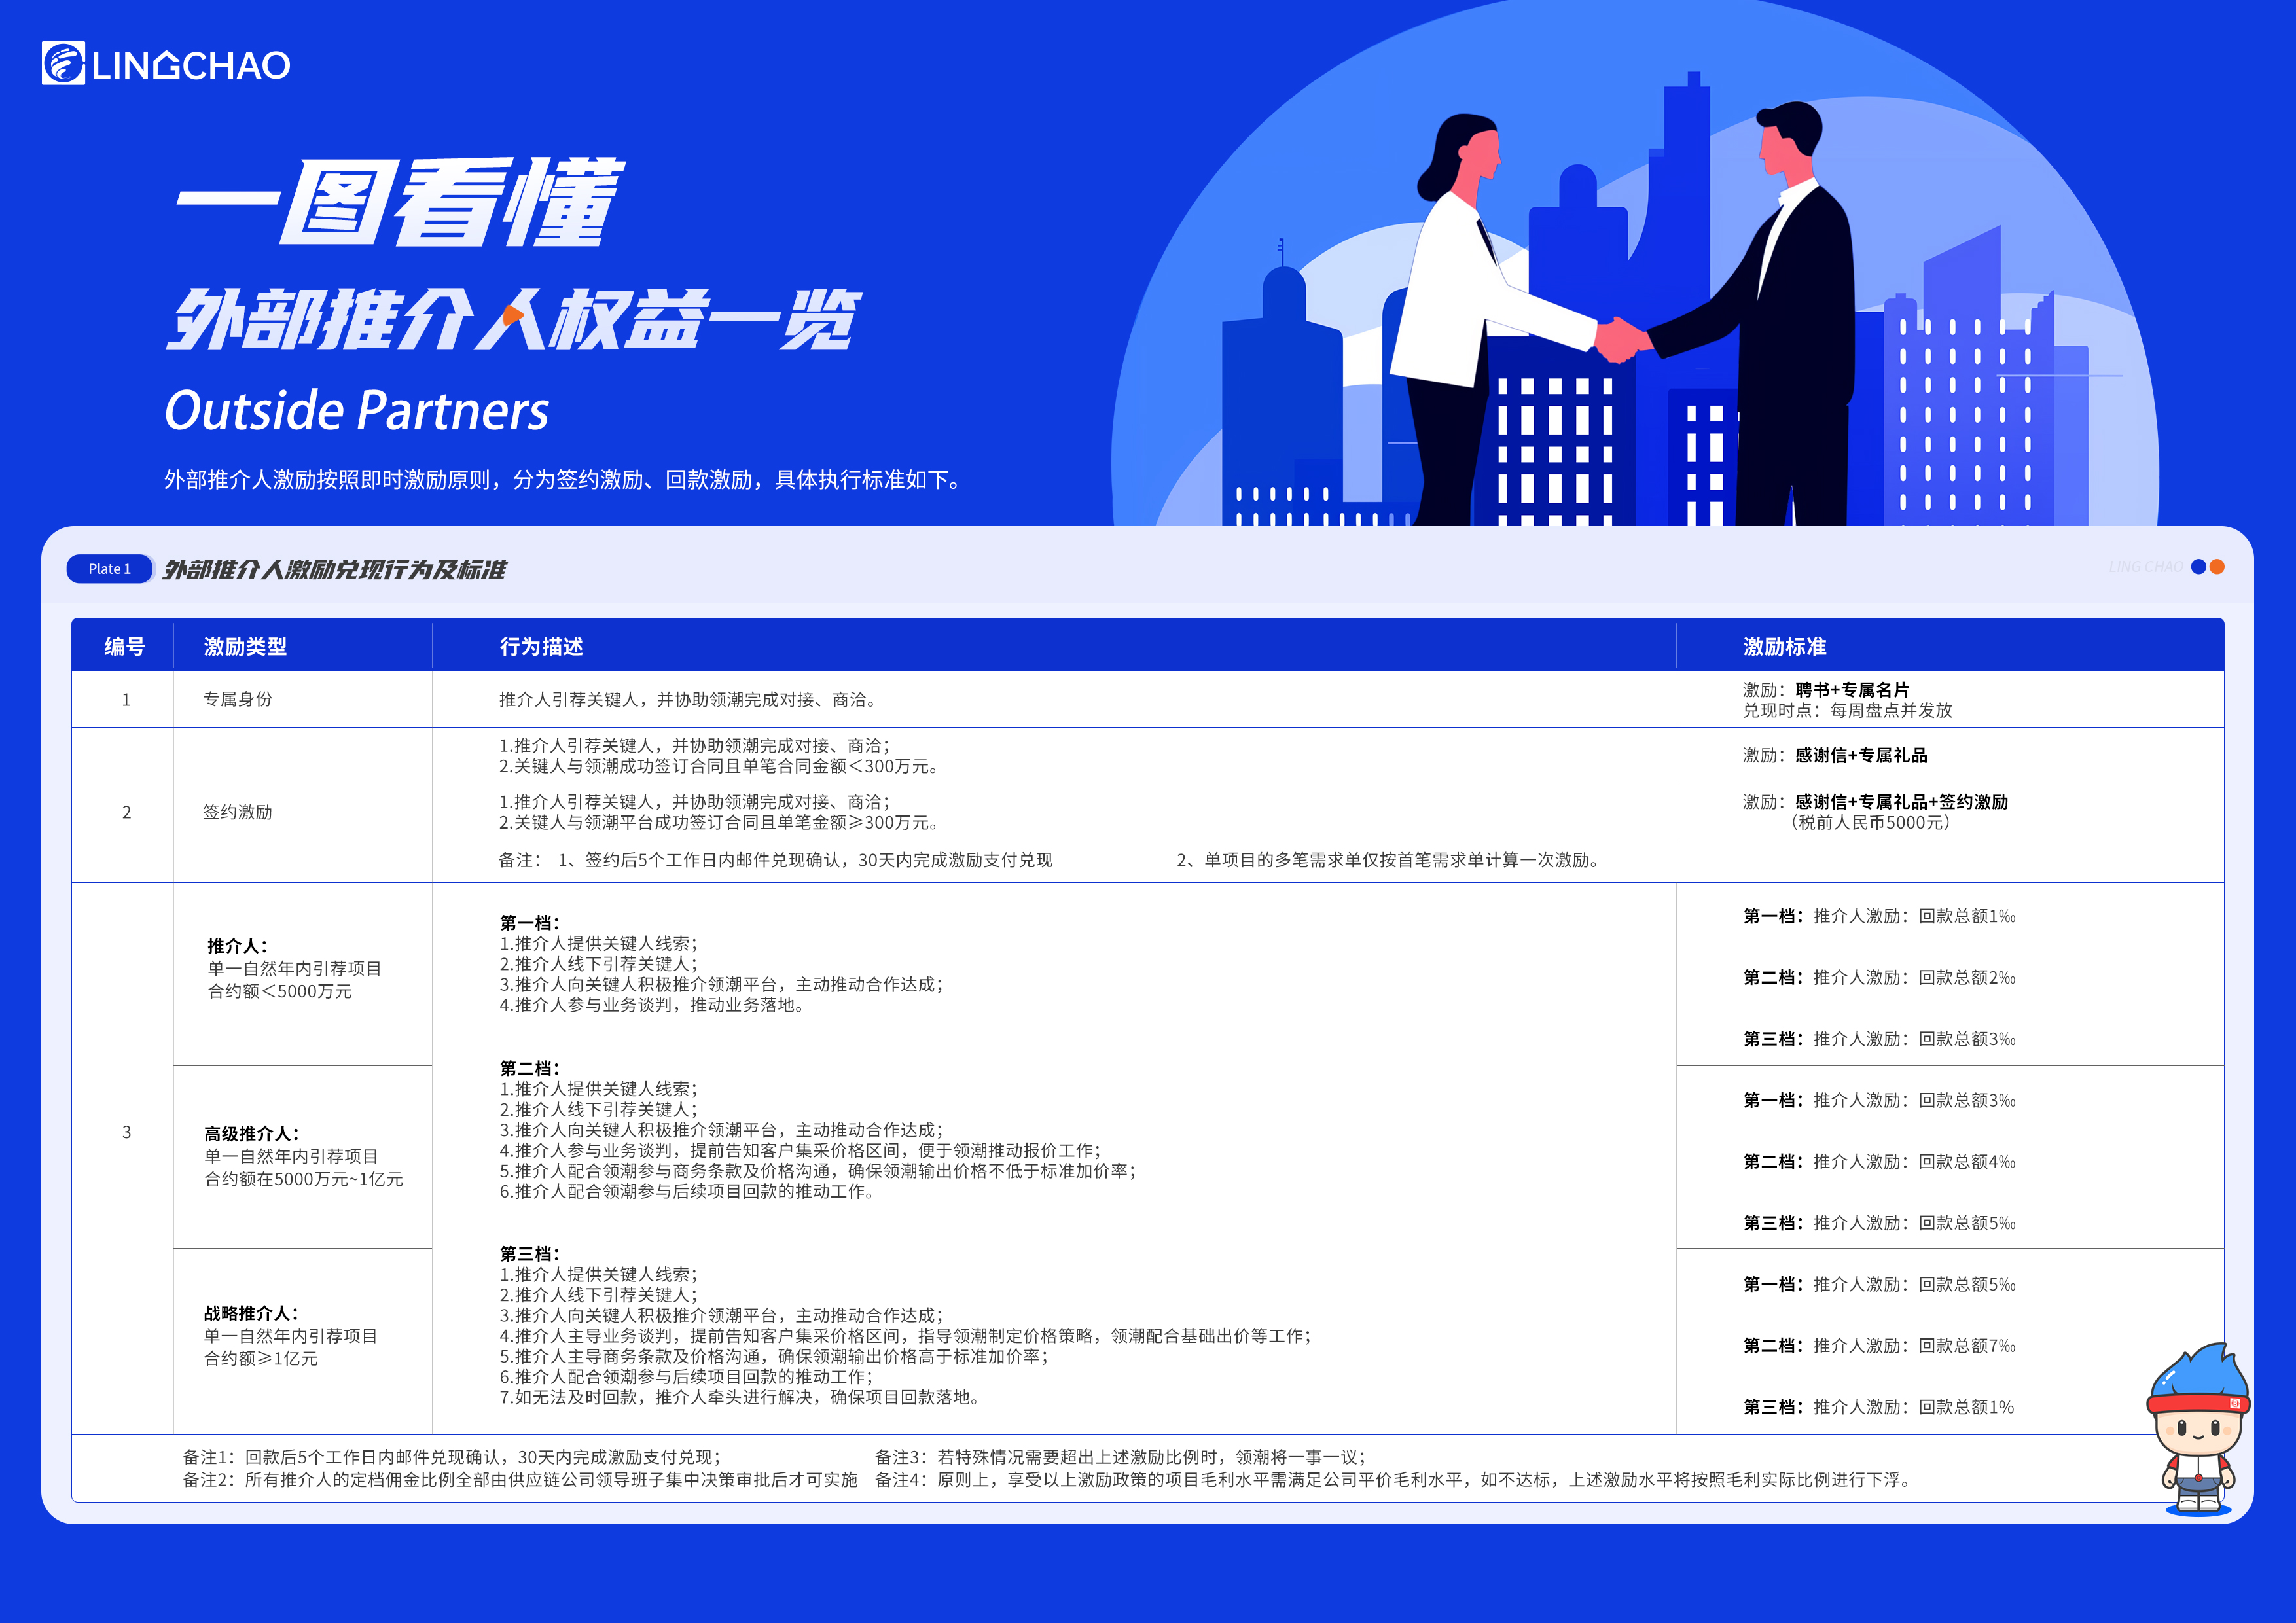 LINGCHAO
一图看懂
外部推介人权益一览
Outside Partners
外部推介人激励按照即时激励原则，分为签约激励、回款激励，具体执行标准如下。
Plate 1 外部推介人激励兑现行为及标准
LING CHAO
编号 激励类型 行为描述 激励标准
1 专属身份 推介人引荐关键人，并协助领潮完成对接、商洽。
激励：聘书+专属名片
兑现时点：每周盘点并发放
2 签约激励
1.推介人引荐关键人，并协助领潮完成对接、商洽；
2.关键人与领潮成功签订合同且单笔合同金额＜300万元。
激励：感谢信+专属礼品
1.推介人引荐关键人，并协助领潮完成对接、商洽；
2.关键人与领潮平台成功签订合同且单笔金额≥300万元。
激励：感谢信+专属礼品+签约激励
（税前人民币5000元）
备注： 1、签约后5个工作日内邮件兑现确认，30天内完成激励支付兑现 2、单项目的多笔需求单仅按首笔需求单计算一次激励。
3
推介人：
单一自然年内引荐项目
合约额＜5000万元
高级推介人：
单一自然年内引荐项目
合约额在5000万元~1亿元
战略推介人：
单一自然年内引荐项目
合约额≥1亿元
第一档：
1.推介人提供关键人线索；
2.推介人线下引荐关键人；
3.推介人向关键人积极推介领潮平台，主动推动合作达成；
4.推介人参与业务谈判，推动业务落地。
第二档：
1.推介人提供关键人线索；
2.推介人线下引荐关键人；
3.推介人向关键人积极推介领潮平台，主动推动合作达成；
4.推介人参与业务谈判，提前告知客户集采价格区间，便于领潮推动报价工作；
5.推介人配合领潮参与商务条款及价格沟通，确保领潮输出价格不低于标准加价率；
6.推介人配合领潮参与后续项目回款的推动工作。
第三档：
1.推介人提供关键人线索；
2.推介人线下引荐关键人；
3.推介人向关键人积极推介领潮平台，主动推动合作达成；
4.推介人主导业务谈判，提前告知客户集采价格区间，指导领潮制定价格策略，领潮配合基础出价等工作；
5.推介人主导商务条款及价格沟通，确保领潮输出价格高于标准加价率；
6.推介人配合领潮参与后续项目回款的推动工作；
7.如无法及时回款，推介人牵头进行解决，确保项目回款落地。
第一档：推介人激励：回款总额1‰
第二档：推介人激励：回款总额2‰
第三档：推介人激励：回款总额3‰
第一档：推介人激励：回款总额3‰
第二档：推介人激励：回款总额4‰
第三档：推介人激励：回款总额5‰
第一档：推介人激励：回款总额5‰
第二档：推介人激励：回款总额7‰
第三档：推介人激励：回款总额1%
备注1：回款后5个工作日内邮件兑现确认，30天内完成激励支付兑现； 备注3：若特殊情况需要超出上述激励比例时，领潮将一事一议；
备注2：所有推介人的定档佣金比例全部由供应链公司领导班子集中决策审批后才可实施 备注4：原则上，享受以上激励政策的项目毛利水平需满足公司平价毛利水平，如不达标，上述激励水平将按照毛利实际比例进行下浮。